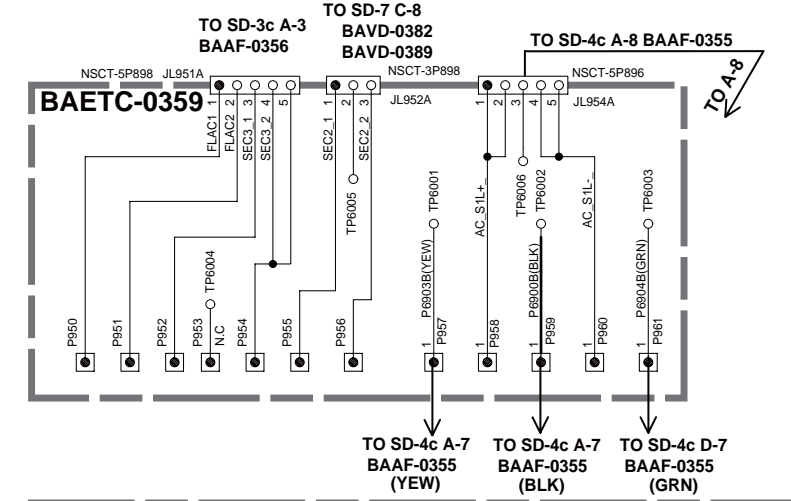 TO SD-3c A-3
BAAF-0356
TO SD-7 C-8
BAVD-0382
BAVD-0389
TO SD-4c A-8 BAAF-0355
TO A-8
NSCT-5P898 JL951A
NSCT-3P898
JL952A
NSCT-5P896
JL954A
BAETC-0359
FLAC1 1
FLAC2 2
SEC3_1 3
SEC3_2 4
5
SEC2_1 1
2
SEC2_2 3
1
2
3
4
5
TP6005
TP6001
AC_S1L+_
TP6006
TP6002
AC_S1L-_
TP6003
TP6004
N.C
P6903B(YEW)
P6900B(BLK)
P6904B(GRN)
P950
P951
P952
P953
P954
P955
P956
1 P957
1 P958
1 P959
1 P960
1 P961
TO SD-4c A-7
BAAF-0355
(YEW)
TO SD-4c A-7
BAAF-0355
(BLK)
TO SD-4c D-7
BAAF-0355
(GRN)